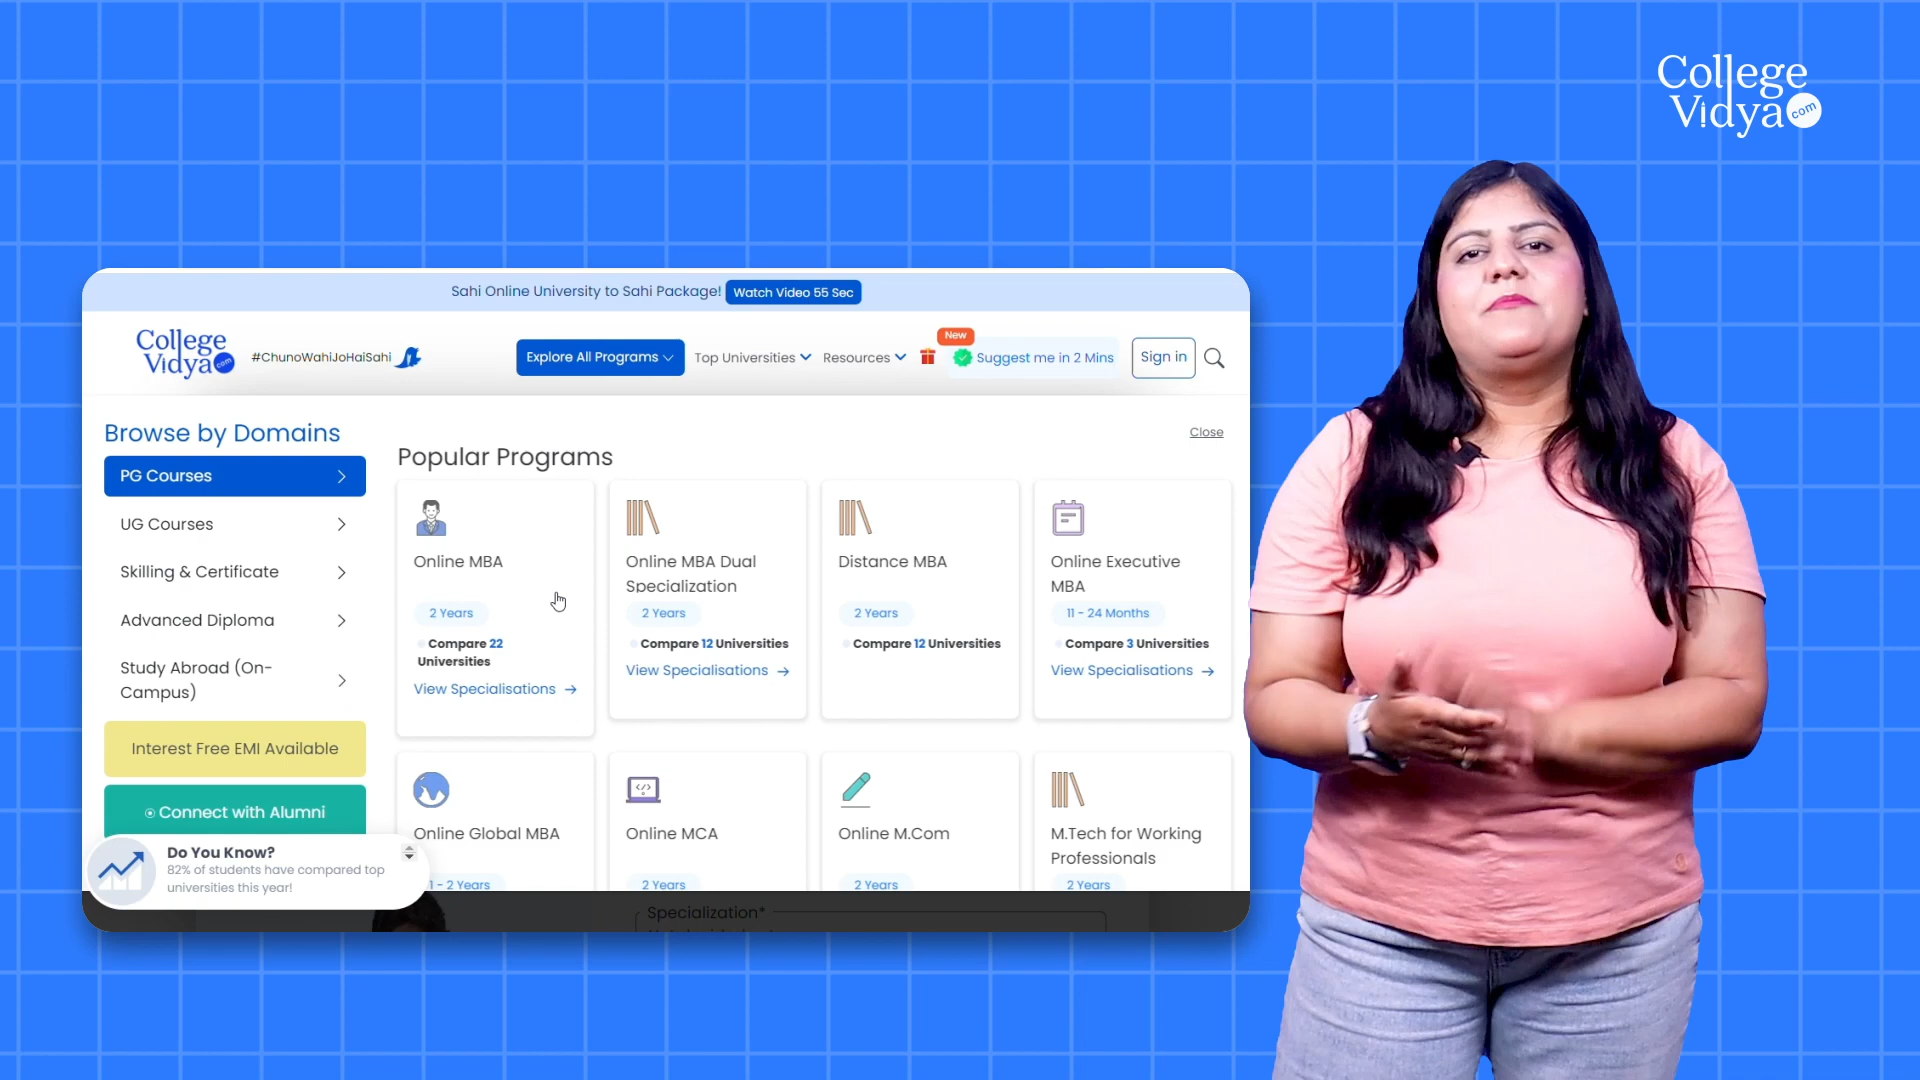 College
Vidya.com
Sahi Online University to Sahi Package! Watch Video 55 Sec
College
Vidya.com
#ChunoWahiJoHaiSahi
Explore All Programs
Top Universities
Resources
New
Suggest me in 2 Mins
Sign in
Browse by Domains
Close
PG Courses
UG Courses
Skilling & Certificate
Advanced Diploma
Study Abroad (On-
Campus)
Interest Free EMI Available
Connect with Alumni
Do You Know?
82% of students have compared top
universities this year!
Popular Programs
Online MBA
2 Years
Compare 22
Universities
View Specialisations
Online MBA Dual
Specialization
2 Years
Compare 12 Universities
View Specialisations
Distance MBA
2 Years
Compare 12 Universities
Online Executive
MBA
11 - 24 Months
Compare 3 Universities
View Specialisations
Online Global MBA
1 - 2 Years
Online MCA
2 Years
Online M.Com
2 Years
M.Tech for Working
Professionals
2 Years
Specialization*